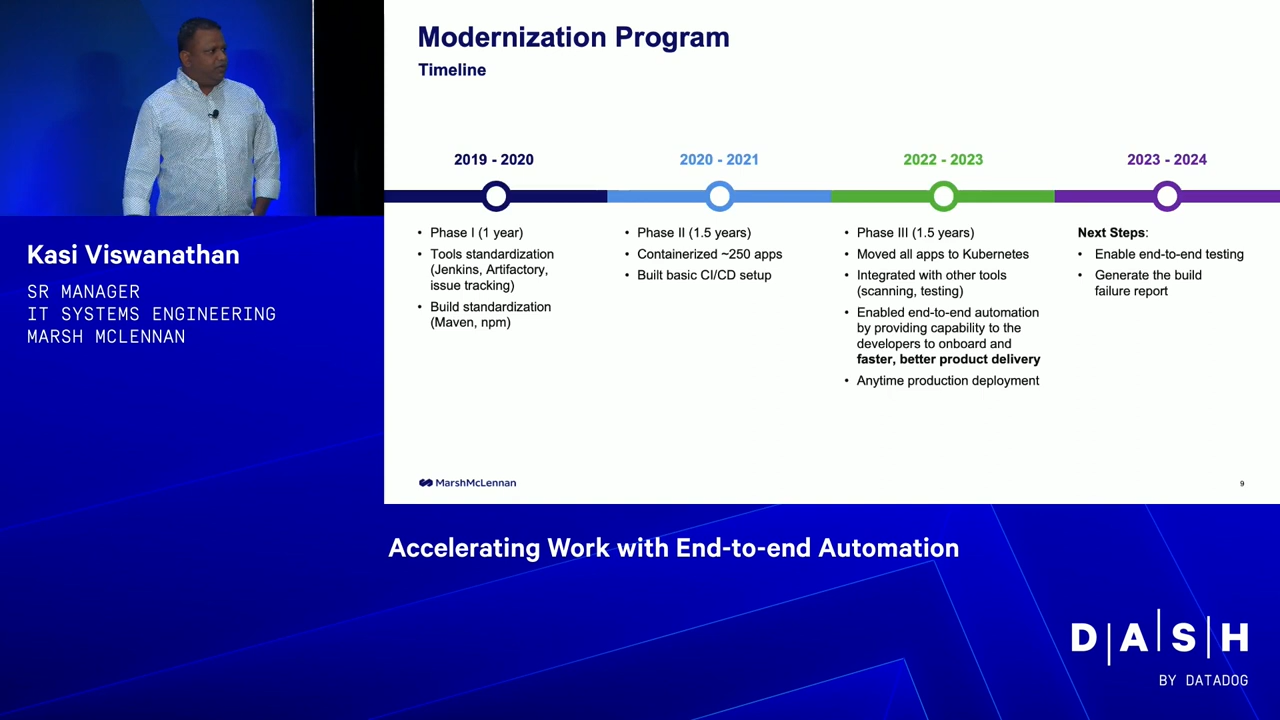 Modernization Program
Timeline
2019 - 2020
• Phase I (1 year)
• Tools standardization
(Jenkins, Artifactory,
issue tracking)
• Build standardization
(Maven, npm)
2020 - 2021
• Phase II (1.5 years)
• Containerized ~250 apps
• Built basic CI/CD setup
2022 - 2023
• Phase III (1.5 years)
• Moved all apps to Kubernetes
• Integrated with other tools
(scanning, testing)
• Enabled end-to-end automation
by providing capability to the
developers to onboard and
faster, better product delivery
• Anytime production deployment
2023 - 2024
Next Steps:
• Enable end-to-end testing
• Generate the build
failure report
MarshMcLennan
9
Kasi Viswanathan
SR MANAGER
IT SYSTEMS ENGINEERING
MARSH MCLENNAN
Accelerating Work with End-to-end Automation
D|A|S|H
BY DATADOG